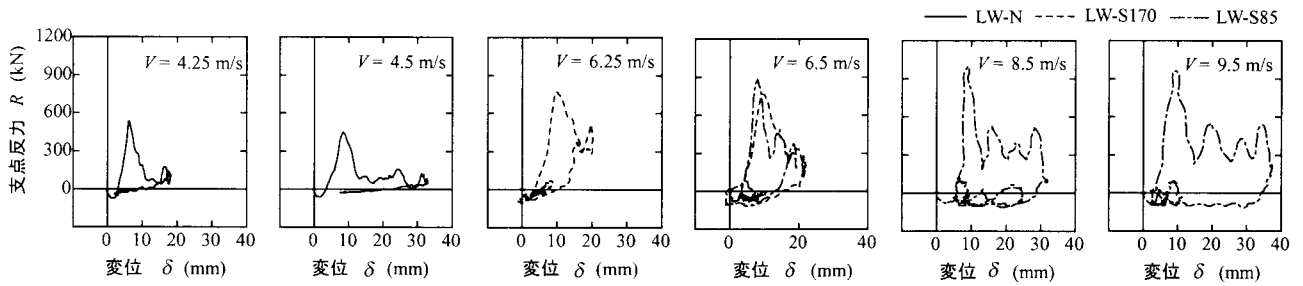 LW-N LW-S170 LW-S85
支点反力 R (kN)
1200
900
600
300
0
V = 4.25 m/s
V = 4.5 m/s
V = 6.25 m/s
V = 6.5 m/s
V = 8.5 m/s
V = 9.5 m/s
0 10 20 30 40
0 10 20 30 40
0 10 20 30 40
0 10 20 30 40
0 10 20 30 40
0 10 20 30 40
変位 δ (mm)
変位 δ (mm)
変位 δ (mm)
変位 δ (mm)
変位 δ (mm)
変位 δ (mm)